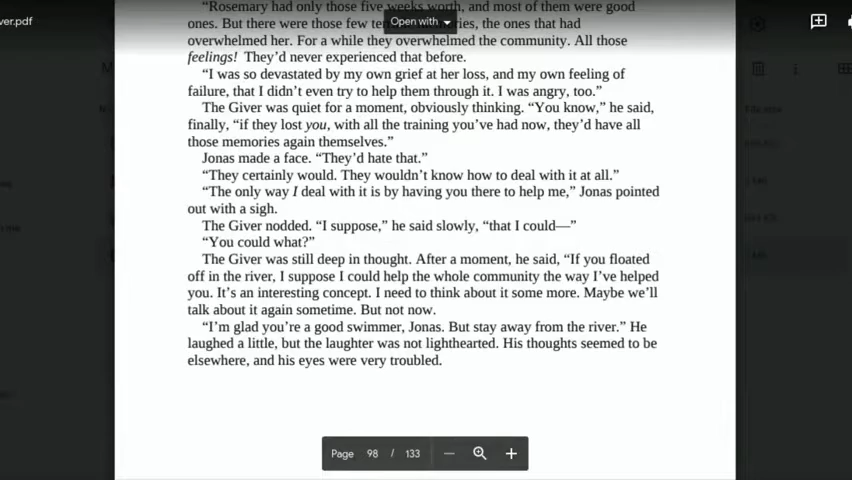 ver.pdf
Open with
"Rosemary had only those five weeks worth, and most of them were good
ones. But there were those few ries, the ones that had
overwhelmed her. For a while they overwhelmed the community. All those
feelings! They'd never experienced that before.
"I was so devastated by my own grief at her loss, and my own feeling of
failure, that I didn't even try to help them through it. I was angry, too."
The Giver was quiet for a moment, obviously thinking. "You know," he said,
finally, "if they lost you, with all the training you've had now, they'd have all
those memories again themselves."
Jonas made a face. "They'd hate that."
"They certainly would. They wouldn't know how to deal with it at all."
"The only way I deal with it is by having you there to help me," Jonas pointed
out with a sigh.
The Giver nodded. "I suppose," he said slowly, "that I could—"
"You could what?"
The Giver was still deep in thought. After a moment, he said, "If you floated
off in the river, I suppose I could help the whole community the way I've helped
you. It's an interesting concept. I need to think about it some more. Maybe we'll
talk about it again sometime. But not now.
"I'm glad you're a good swimmer, Jonas. But stay away from the river." He
laughed a little, but the laughter was not lighthearted. His thoughts seemed to be
elsewhere, and his eyes were very troubled.
Page 98 / 133